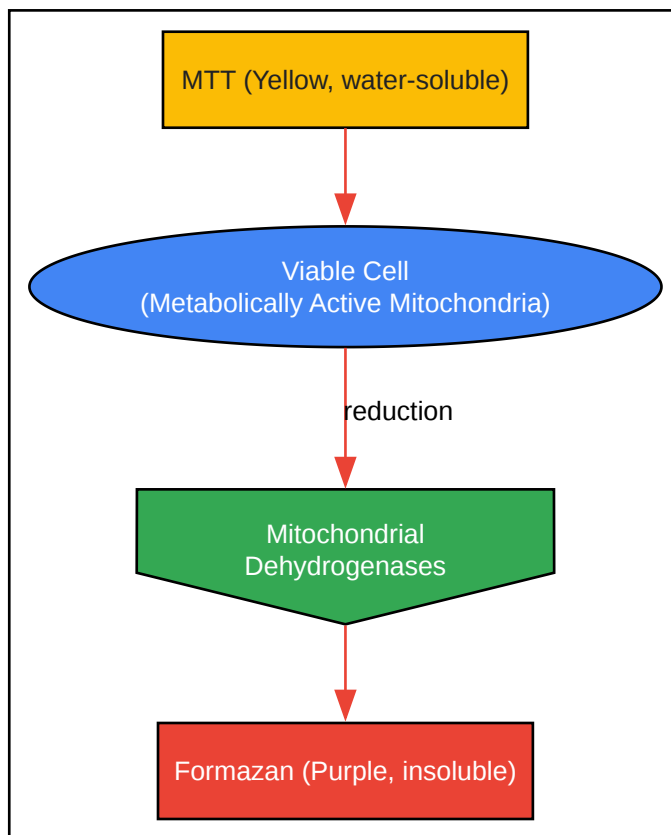 MTT (Yellow, water-soluble)
Viable Cell
(Metabolically Active Mitochondria)
reduction
Mitochondrial
Dehydrogenases
Formazan (Purple, insoluble)